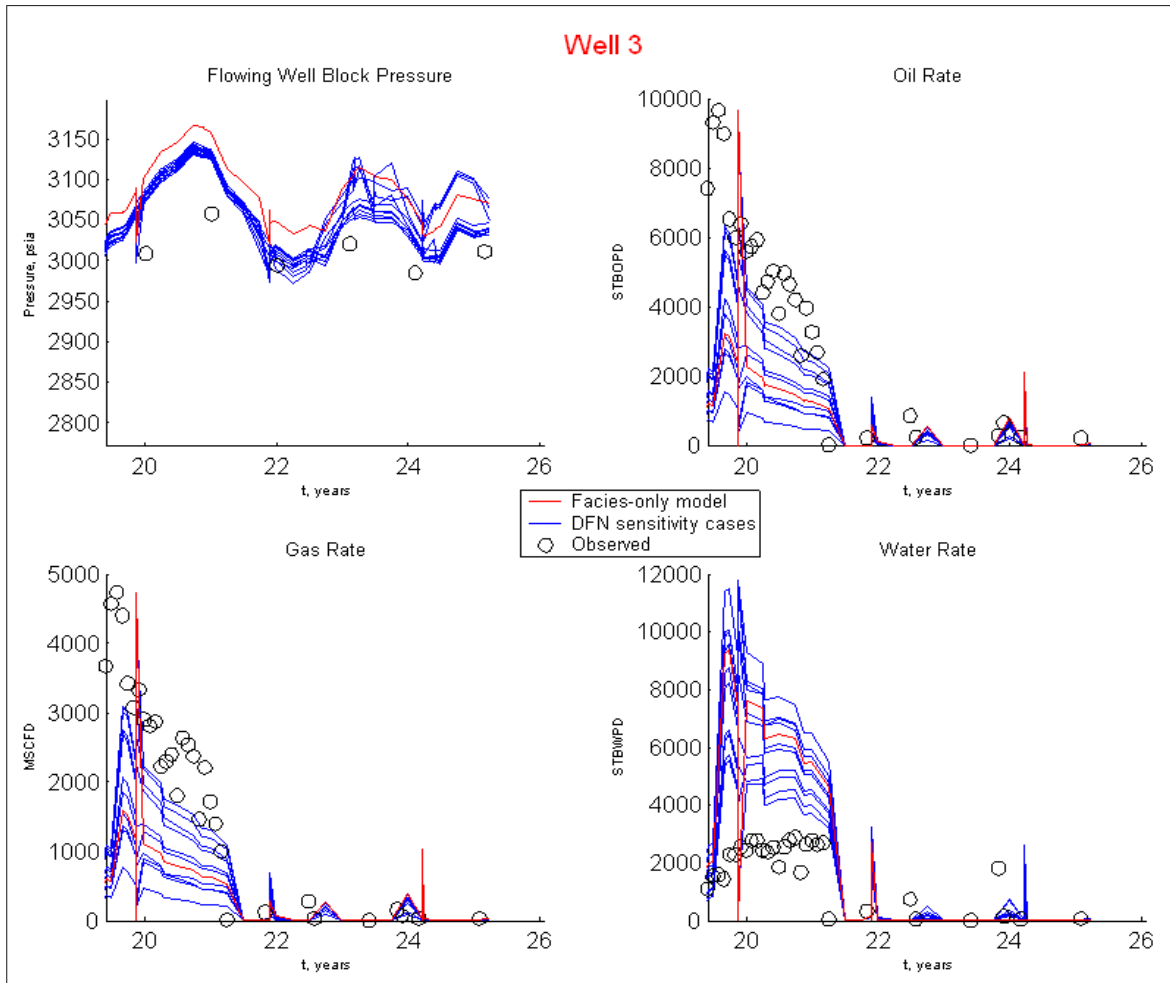 Well 3
Flowing Well Block Pressure
Oil Rate
Pressure, psia
3150
3100
3050
3000
2950
2900
2850
2800
20
22
24
26
t, years
STBOPD
10000
8000
6000
4000
2000
0
20
22
24
26
t, years
Facies-only model
DFN sensitivity cases
Observed
Gas Rate
Water Rate
MSCFD
5000
4000
3000
2000
1000
0
20
22
24
26
t, years
STBWPD
12000
10000
8000
6000
4000
2000
0
20
22
24
26
t, years